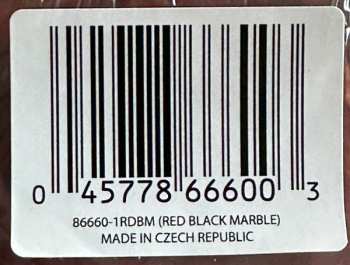 0 45778 66600 3
86660-1RDBM (RED BLACK MARBLE)
MADE IN CZECH REPUBLIC